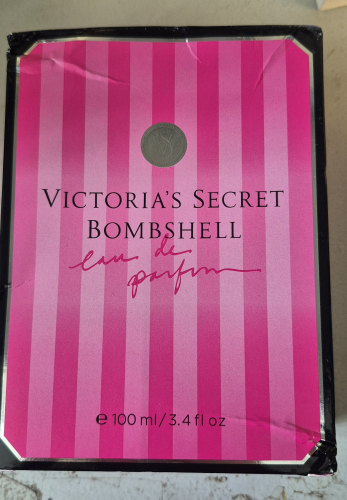 VICTORIA'S SECRET
BOMBSHELL
eau de
parfum
℮ 100 ml/3.4 fl oz